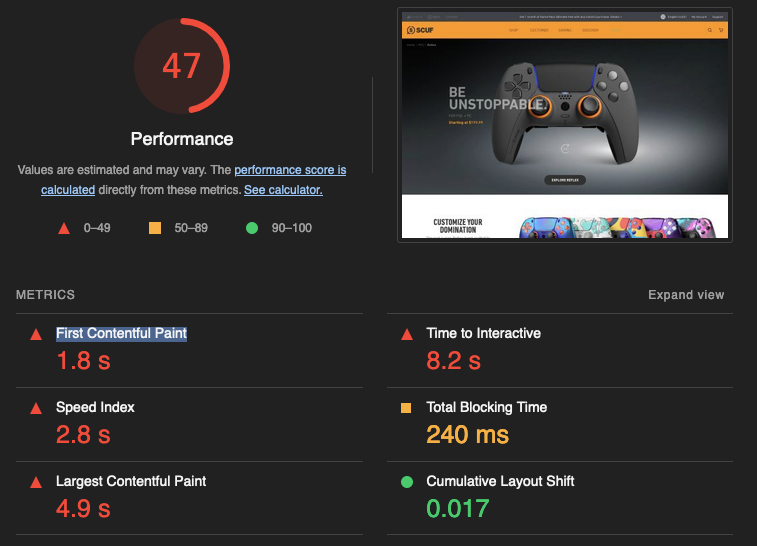 47
Performance
Values are estimated and may vary. The performance score is
calculated directly from these metrics. See calculator.
0–49
50–89
90–100
SCUF
BE
UNSTOPPABLE.
EXPLORE REFLEX
CUSTOMIZE YOUR
DOMINATION
METRICS
Expand view
First Contentful Paint
1.8 s
Time to Interactive
8.2 s
Speed Index
2.8 s
Total Blocking Time
240 ms
Largest Contentful Paint
4.9 s
Cumulative Layout Shift
0.017